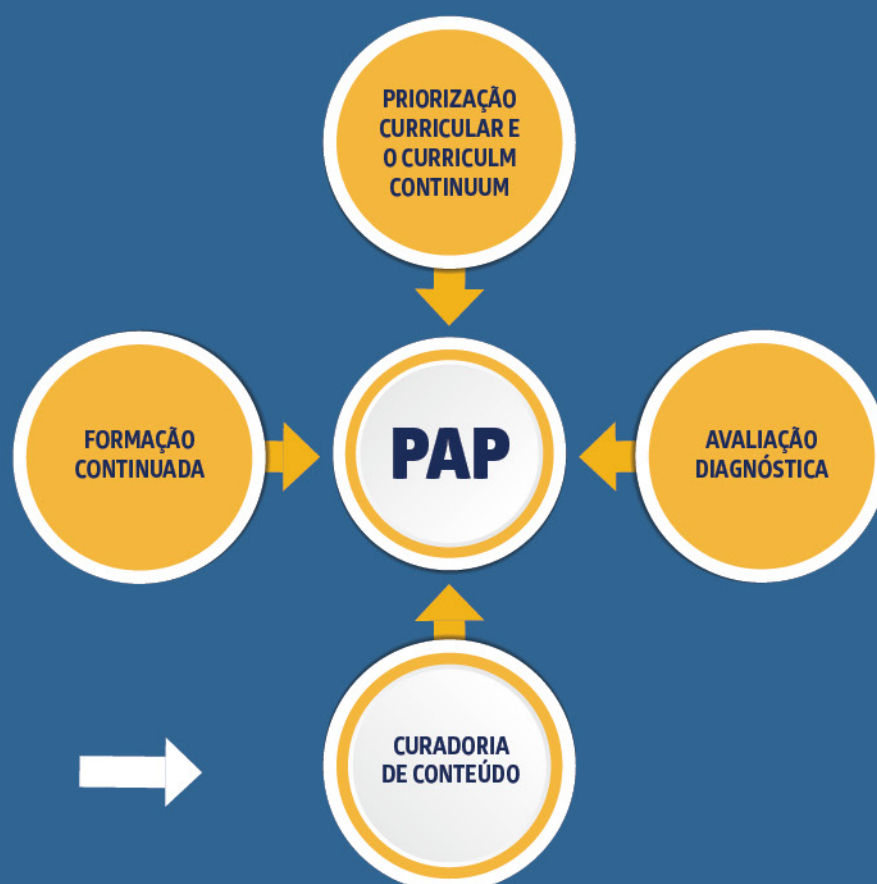 PRIORIZAÇÃO
CURRICULAR E
O CURRICULM
CONTINUUM
FORMAÇÃO
CONTINUADA
PAP
AVALIAÇÃO
DIAGNÓSTICA
CURADORIA
DE CONTEÚDO